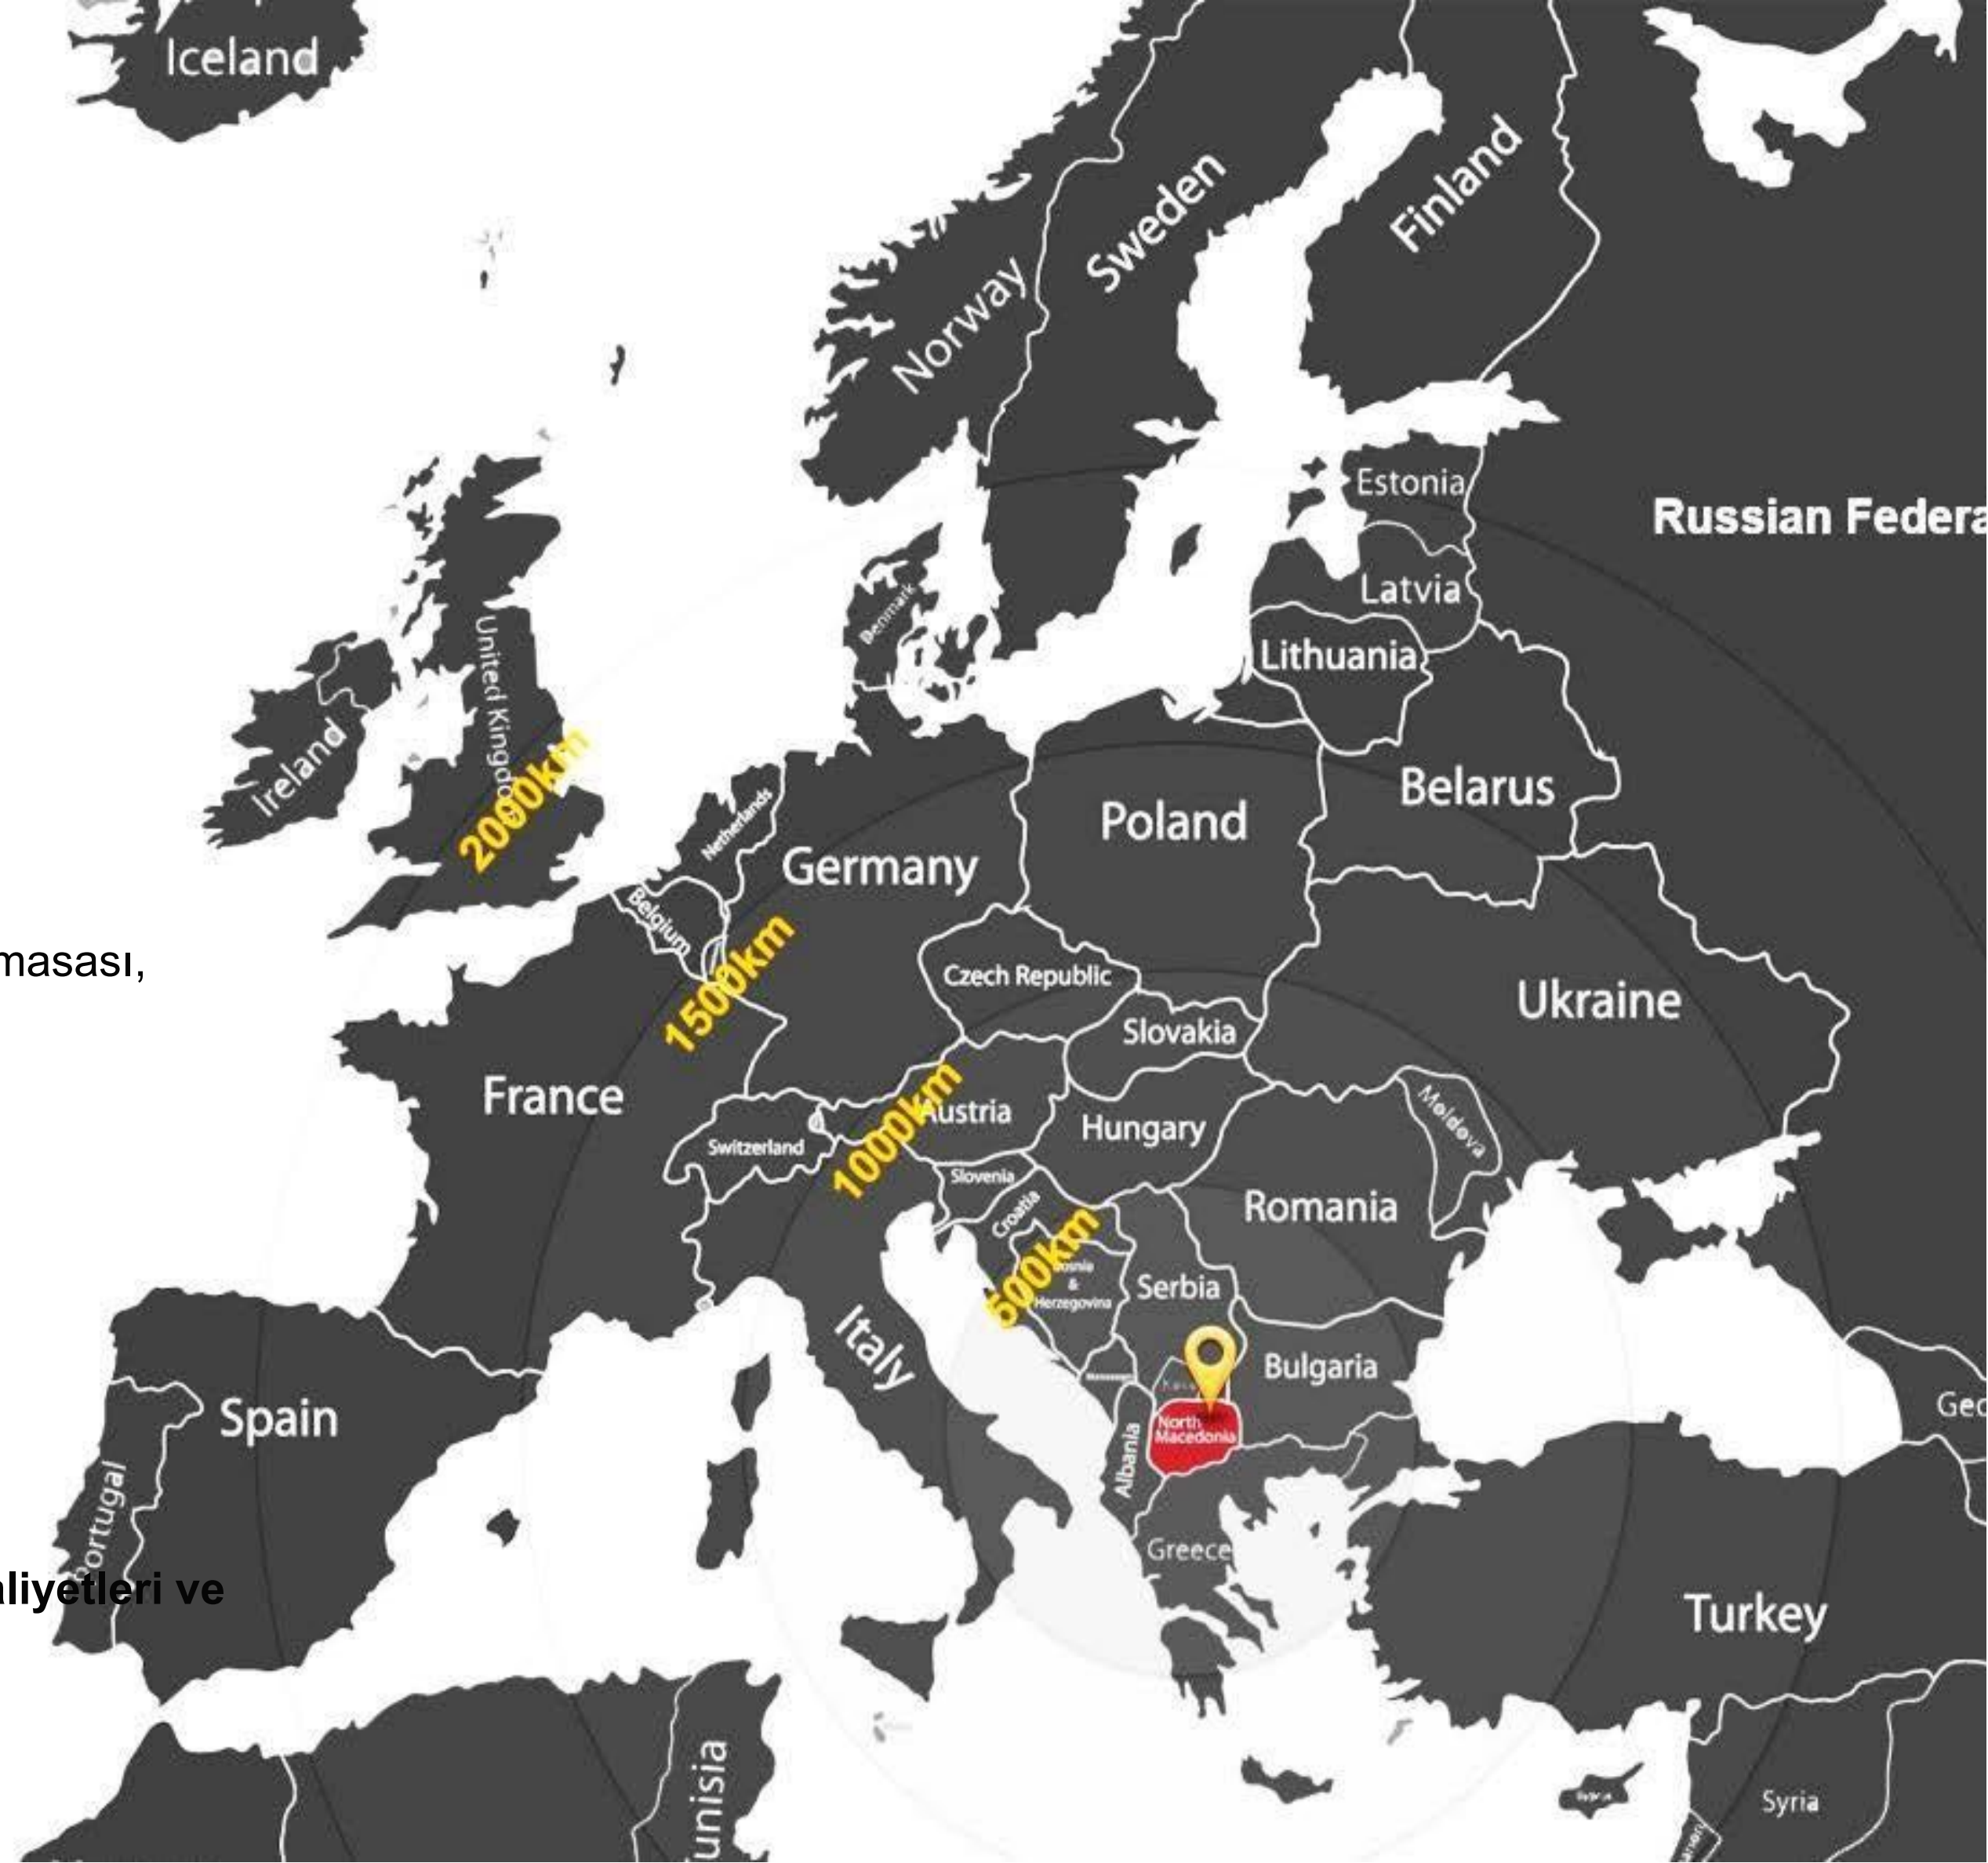 Iceland
Sweden
Finland
Norway
Estonia
Russian Federa
Latvia
Denmark
Lithuania
United Kingdo
Ireland
2000km
Belarus
Netherlands
Poland
Germany
Belgium
1500km
masası,
Czech Republic
Ukraine
Slovakia
France
1000km
Austria
Hungary
Moldova
Switzerland
Slovenia
Croatia
Romania
500km
osnia
&
Herzegovina
Serbia
Italy
Bulgaria
Spain
North
Macedonia
Geo
Albania
Portugal
Greece
aliyetleri ve
Turkey
unisia
Syria